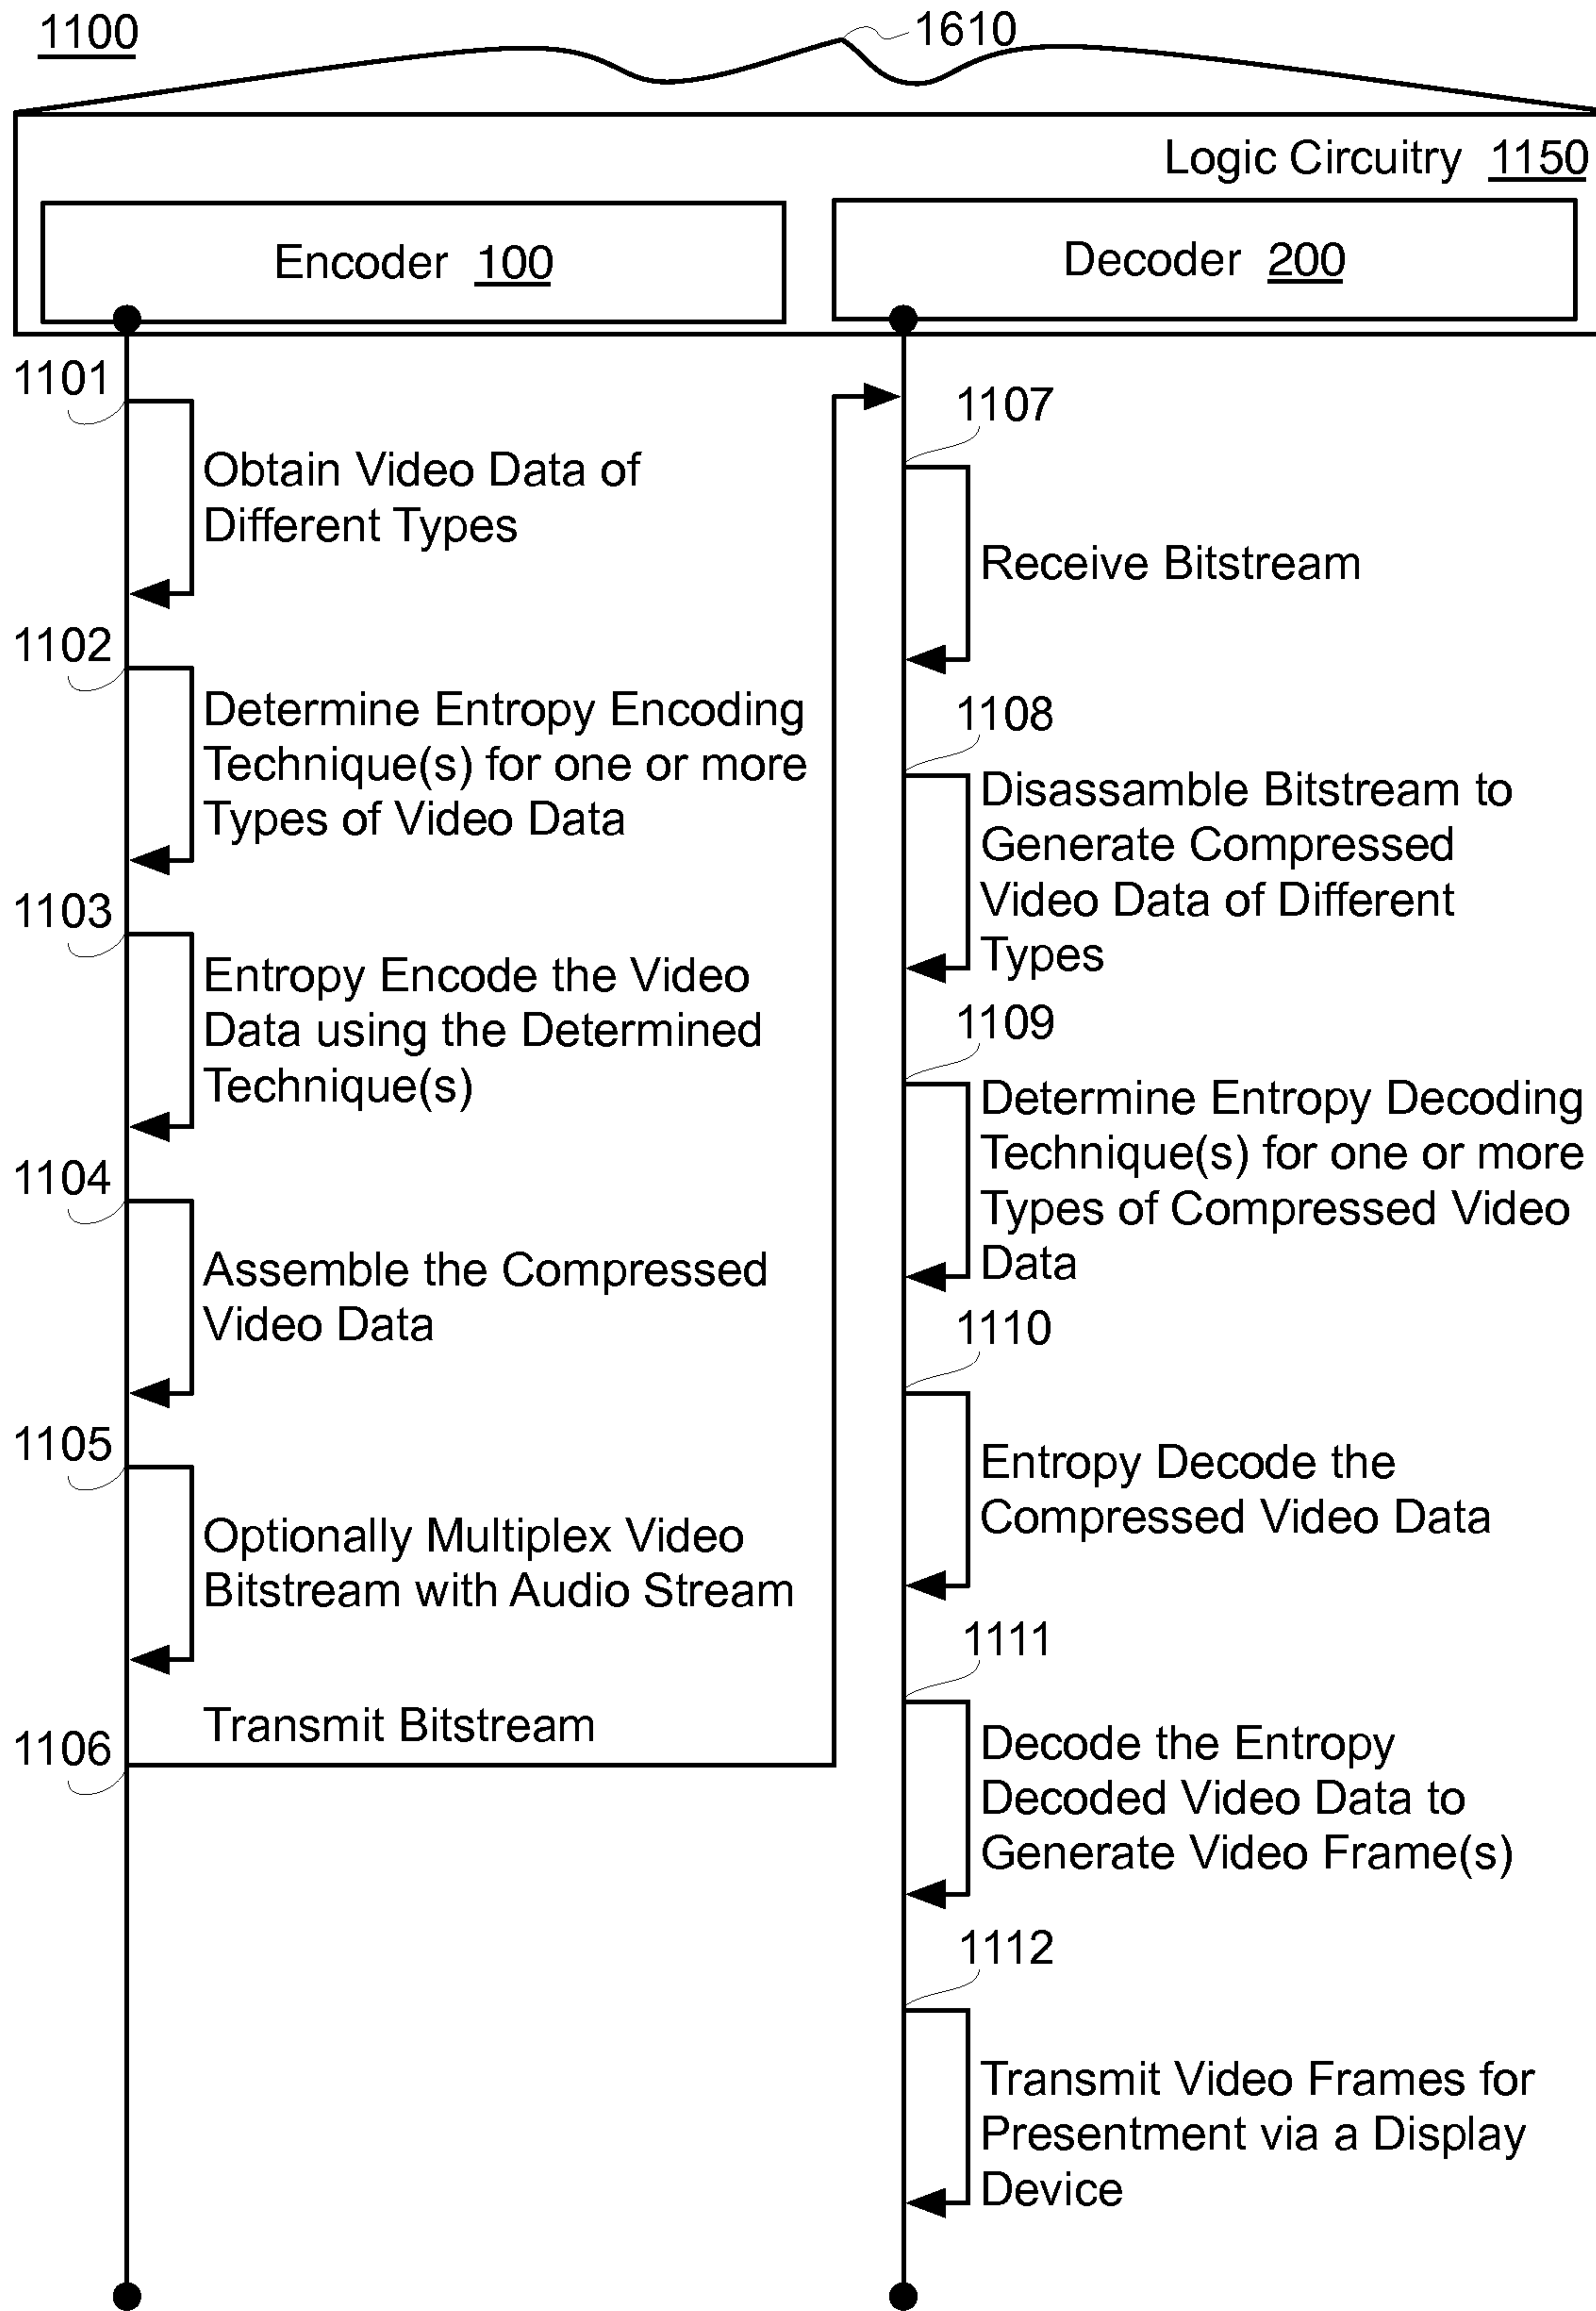 1100
1610
Logic Circuitry 1150
Encoder 100
Decoder 200
1101
Obtain Video Data of
Different Types
1102
Determine Entropy Encoding
Technique(s) for one or more
Types of Video Data
1103
Entropy Encode the Video
Data using the Determined
Technique(s)
1104
Assemble the Compressed
Video Data
1105
Optionally Multiplex Video
Bitstream with Audio Stream
1106
Transmit Bitstream
1107
Receive Bitstream
1108
Disassamble Bitstream to
Generate Compressed
Video Data of Different
Types
1109
Determine Entropy Decoding
Technique(s) for one or more
Types of Compressed Video
Data
1110
Entropy Decode the
Compressed Video Data
1111
Decode the Entropy
Decoded Video Data to
Generate Video Frame(s)
1112
Transmit Video Frames for
Presentment via a Display
Device